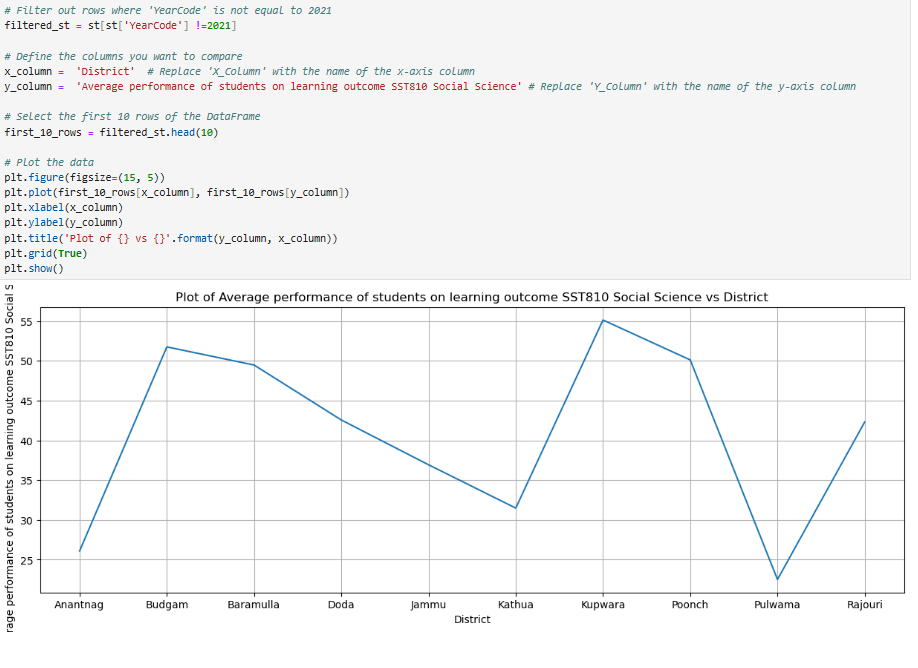 # Filter out rows where 'YearCode' is not equal to 2021
filtered_st = st[st['YearCode'] !=2021]
# Define the columns you want to compare
x_column =  'District'  # Replace 'X_Column' with the name of the x-axis column
y_column =  'Average performance of students on learning outcome SST810 Social Science' # Replace 'Y_Column' with the name of the y-axis column
# Select the first 10 rows of the DataFrame
first_10_rows = filtered_st.head(10)
# Plot the data
plt.figure(figsize=(15, 5))
plt.plot(first_10_rows[x_column], first_10_rows[y_column])
plt.xlabel(x_column)
plt.ylabel(y_column)
plt.title('Plot of {} vs {}'.format(y_column, x_column))
plt.grid(True)
plt.show()
Plot of Average performance of students on learning outcome SST810 Social Science vs District
rage performance of students on learning outcome SST810 Social S
55
50
45
40
35
30
25
Anantnag Budgam Baramulla Doda Jammu Kathua Kupwara Poonch Pulwama Rajouri
District